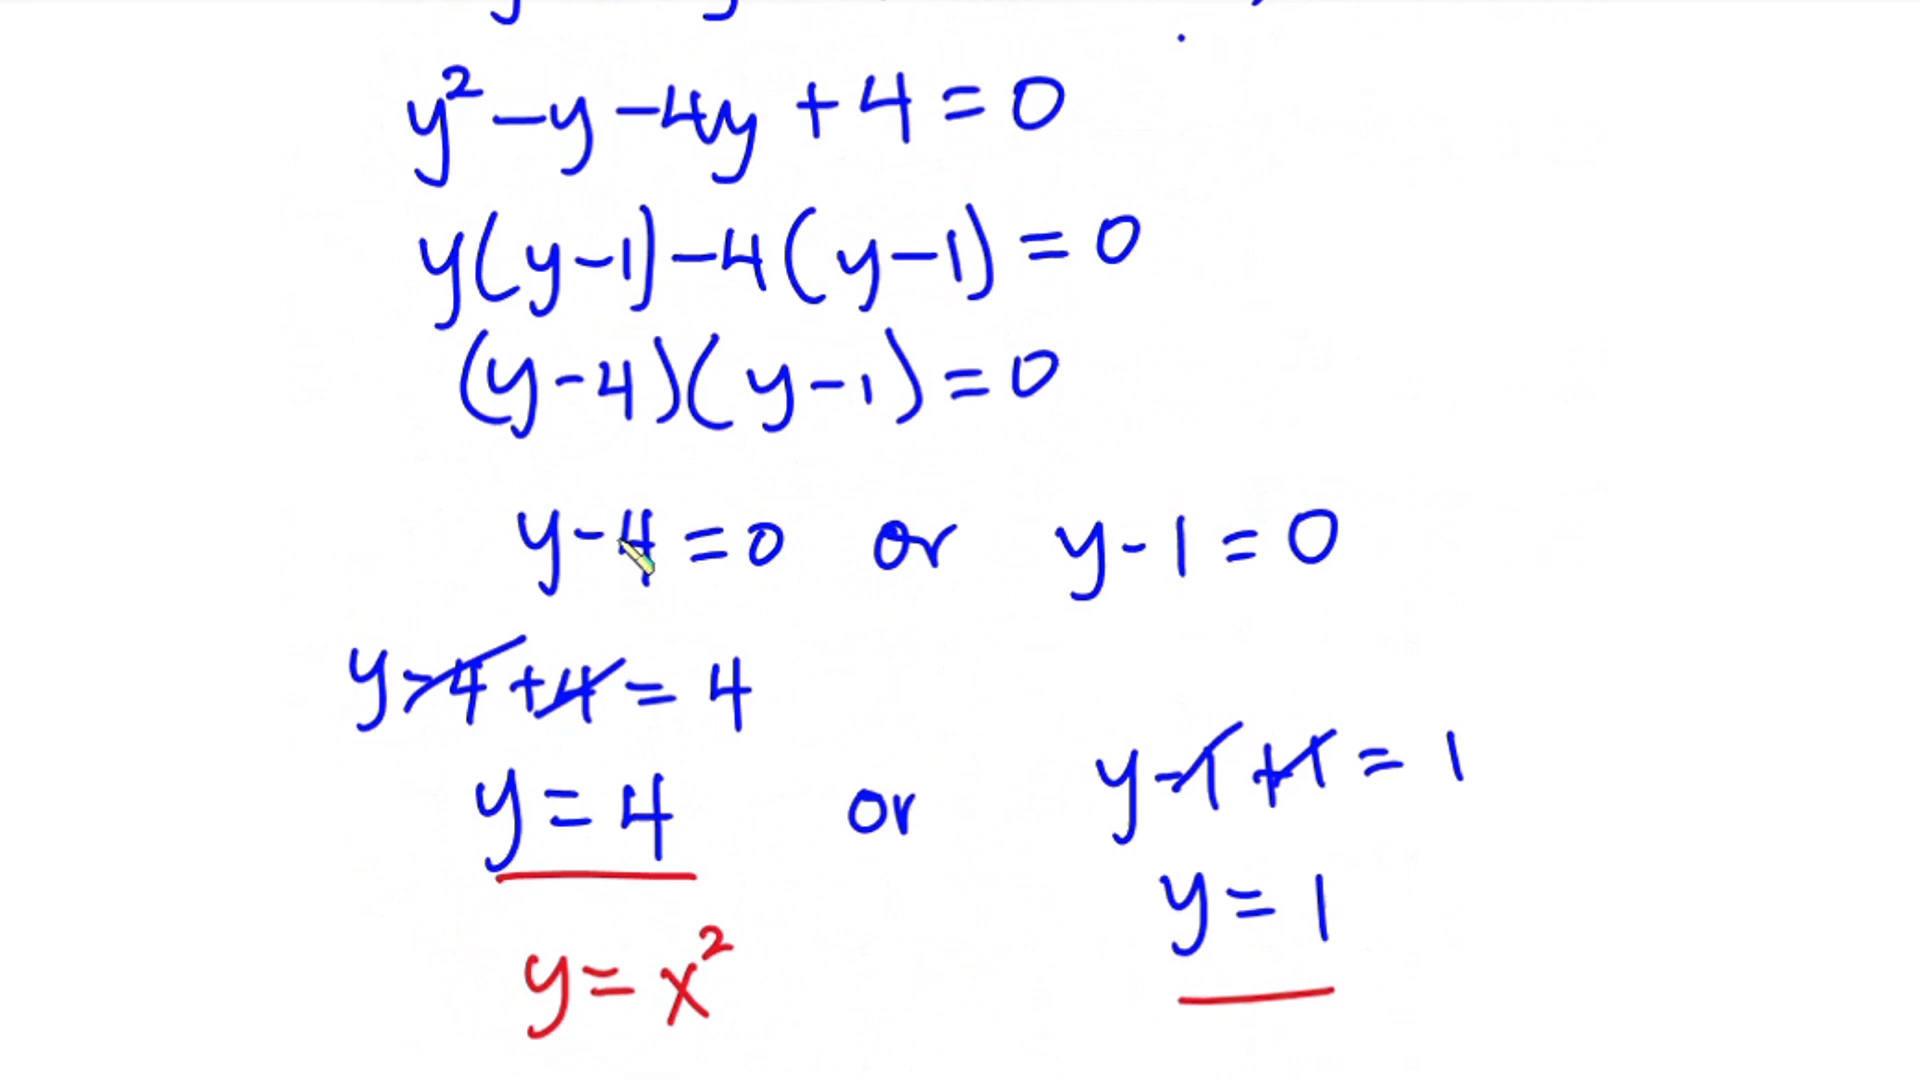 y² – y – 4y + 4 = 0
y(y – 1) – 4(y – 1) = 0
(y – 4)(y – 1) = 0
y – 4 = 0 or y – 1 = 0
y – 4 + 4 = 4
y – 1 + 1 = 1
y = 4 or
y = 1
y = x²